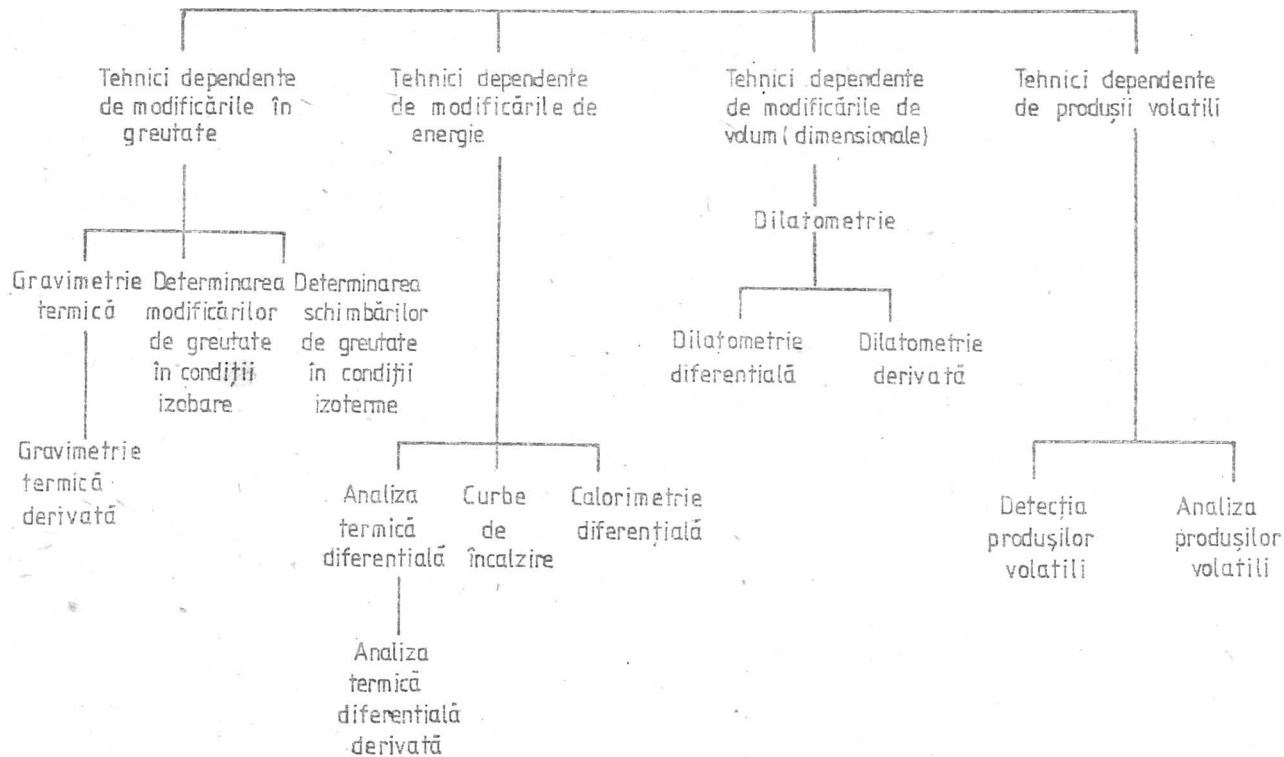 Tehnici dependente
de modificările în
greutate
Tehnici dependente
de modificările de
energie
Tehnici dependente
de modificările de
volum (dimensionale)
Tehnici dependente
de produșii volatili
Dilatometrie
Gravimetrie
termică
Determinarea
modificărilor
de greutate
în condiții
izobare
Determinarea
schimbărilor
de greutate
în condiții
izoterme
Dilatometrie
diferentială
Dilatometrie
derivată
Gravimetrie
termică
derivată
Analiza
termică
diferentială
Curbe
de
încalzire
Calorimetrie
diferențială
Detecția
produșilor
volatili
Analiza
produșilor
volatili
Analiza
termică
diferentială
derivată